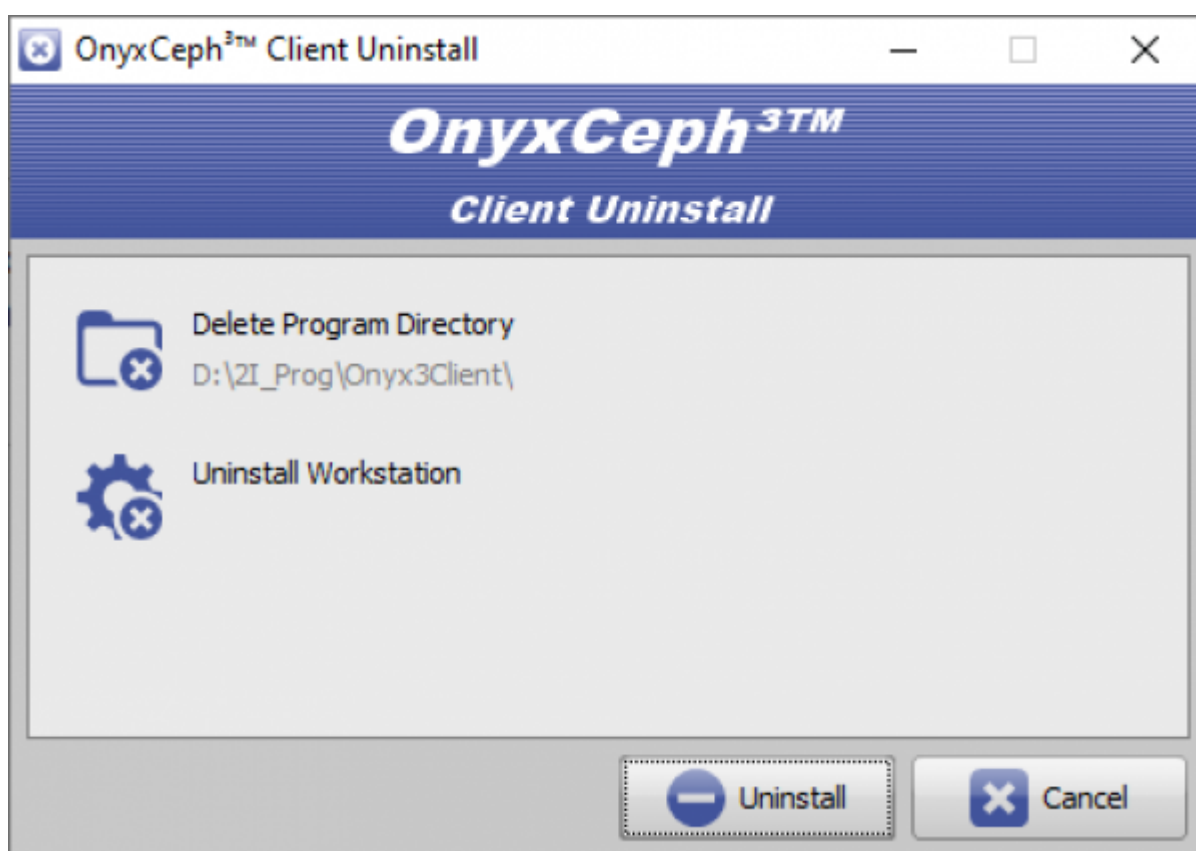 OnyxCeph³™ Client Uninstall
OnyxCeph³ᵀᴹ
Client Uninstall
Delete Program Directory
D:\2I_Prog\Onyx3Client\
Uninstall Workstation
Uninstall
Cancel